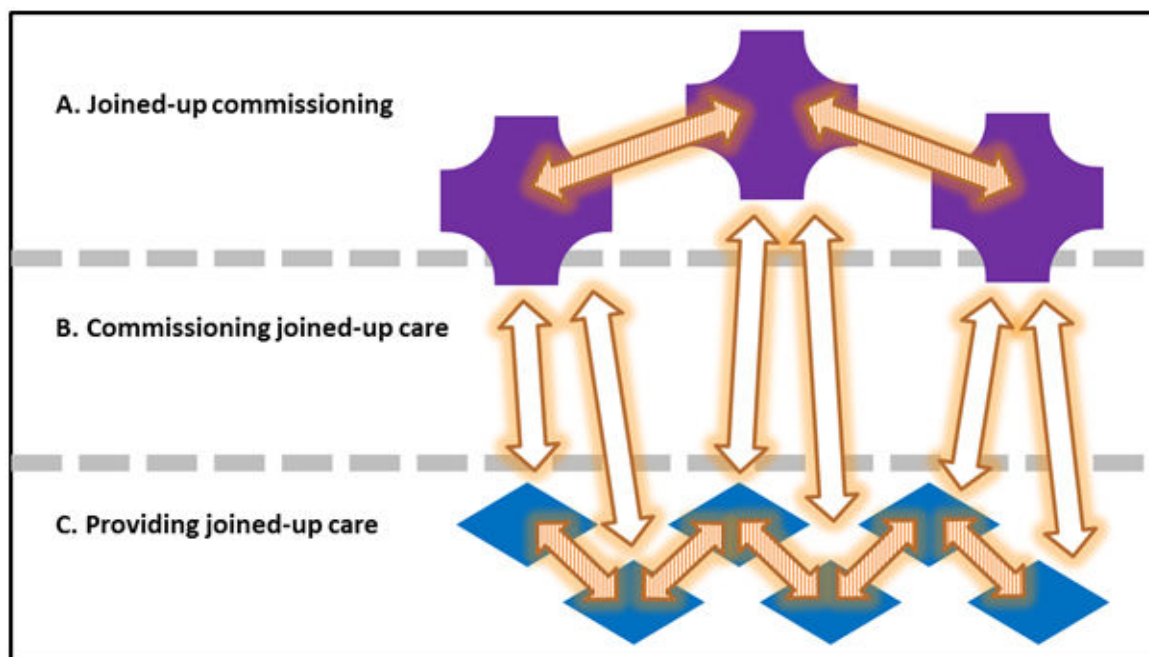 A. Joined-up commissioning
B. Commissioning joined-up care
C. Providing joined-up care